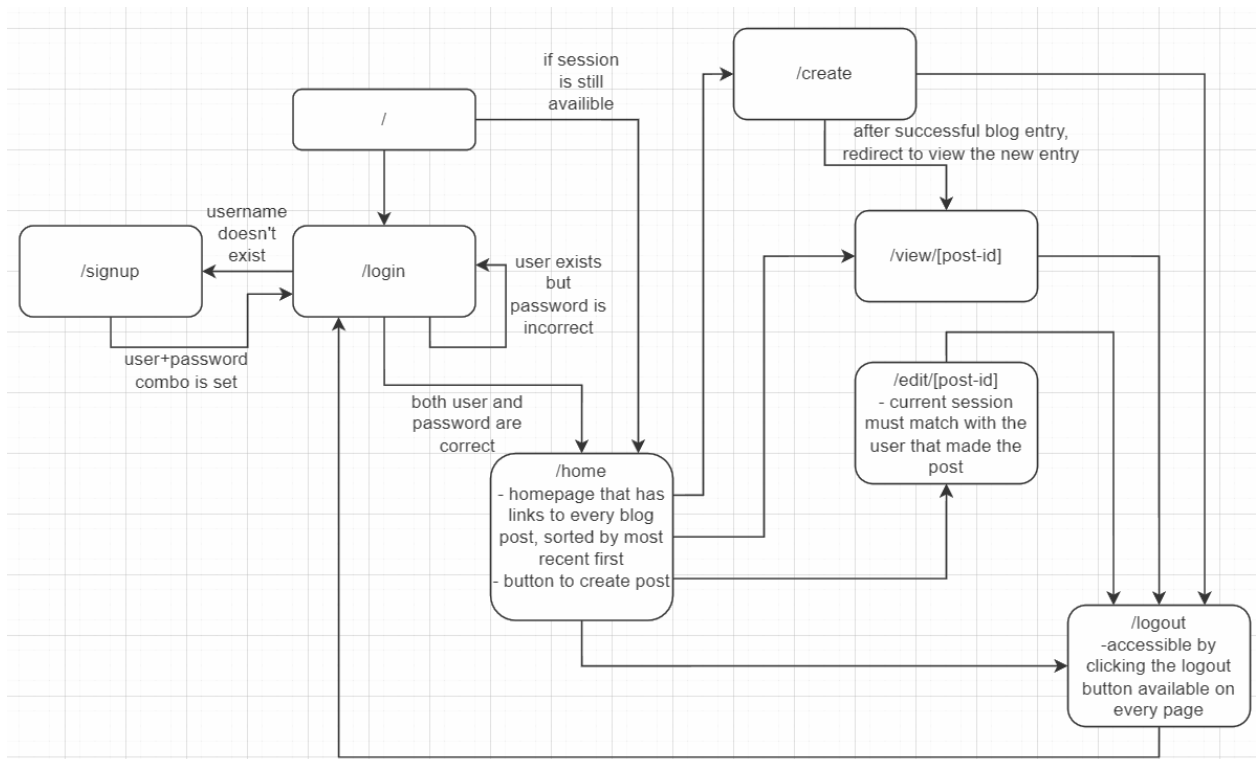 if session
is still
availible
/create
/
after successful blog entry,
redirect to view the new entry
username
doesn't
exist
/signup
/login
user exists
but
password is
incorrect
/view/[post-id]
user+password
combo is set
both user and
password are
correct
/edit/[post-id]
- current session
must match with the
user that made the
post
/home
- homepage that has
links to every blog
post, sorted by most
recent first
- button to create post
/logout
-accessible by
clicking the logout
button available on
every page